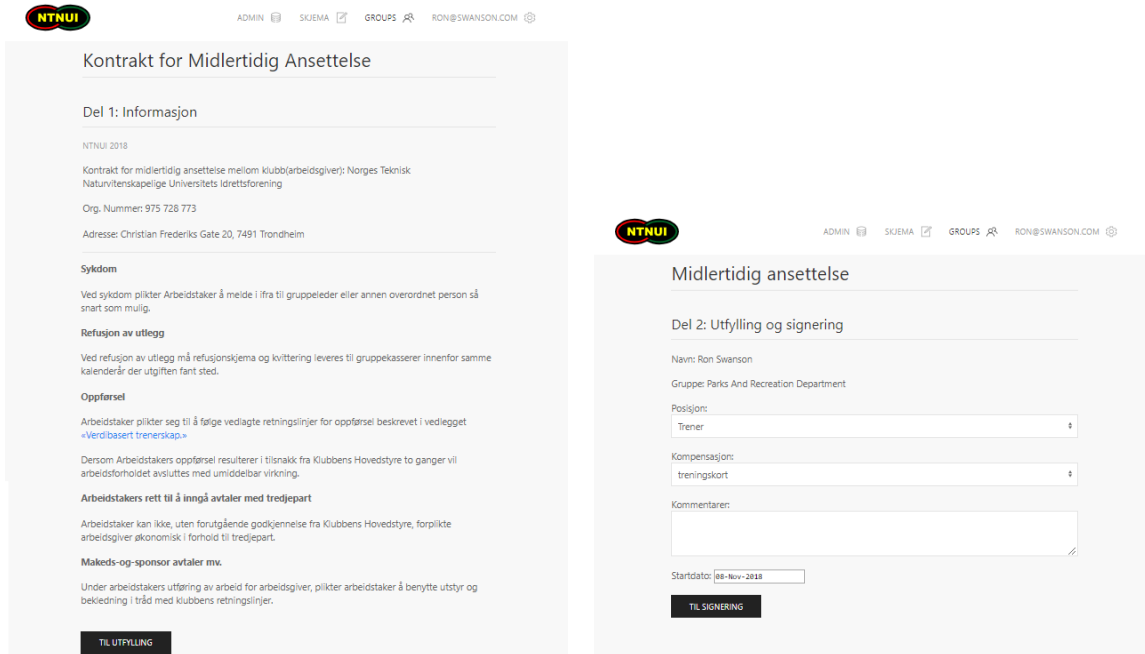 NTNUI
ADMIN
SKJEMA
GROUPS
RON@SWANSON.COM
Kontrakt for Midlertidig Ansettelse
Del 1: Informasjon
NTNUI 2018
Kontrakt for midlertidig ansettelse mellom klubb(arbeidsgiver): Norges Teknisk
Naturvitenskapelige Universitets Idrettsforening
Org. Nummer: 975 728 773
Adresse: Christian Frederiks Gate 20, 7491 Trondheim
Sykdom
Ved sykdom plikter Arbeidstaker å melde i ifra til gruppeleder eller annen overordnet person så
snart som mulig.
Refusjon av utlegg
Ved refusjon av utlegg må refusjonskjema og kvittering leveres til gruppekasserer innenfor samme
kalenderår der utgiften fant sted.
Oppførsel
Arbeidstaker plikter seg til å følge vedlagte retningslinjer for oppførsel beskrevet i vedlegget
«Verdibasert trenerskap.»
Dersom Arbeidstakers oppførsel resulterer i tilsnakk fra Klubbens Hovedstyre to ganger vil
arbeidsforholdet avsluttes med umiddelbar virkning.
Arbeidstakers rett til å inngå avtaler med tredjepart
Arbeidstaker kan ikke, uten forutgående godkjennelse fra Klubbens Hovedstyre, forplikte
arbeidsgiver økonomisk i forhold til tredjepart.
Makeds-og-sponsor avtaler mv.
Under arbeidstakers utføring av arbeid for arbeidsgiver, plikter arbeidstaker å benytte utstyr og
bekledning i tråd med klubbens retningslinjer.
TIL UTFYLLING
NTNUI
ADMIN
SKJEMA
GROUPS
RON@SWANSON.COM
Midlertidig ansettelse
Del 2: Utfylling og signering
Navn: Ron Swanson
Gruppe: Parks And Recreation Department
Posisjon:
Trener
Kompensasjon:
treningskort
Kommentarer:
Startdato: 08-Nov-2018
TIL SIGNERING